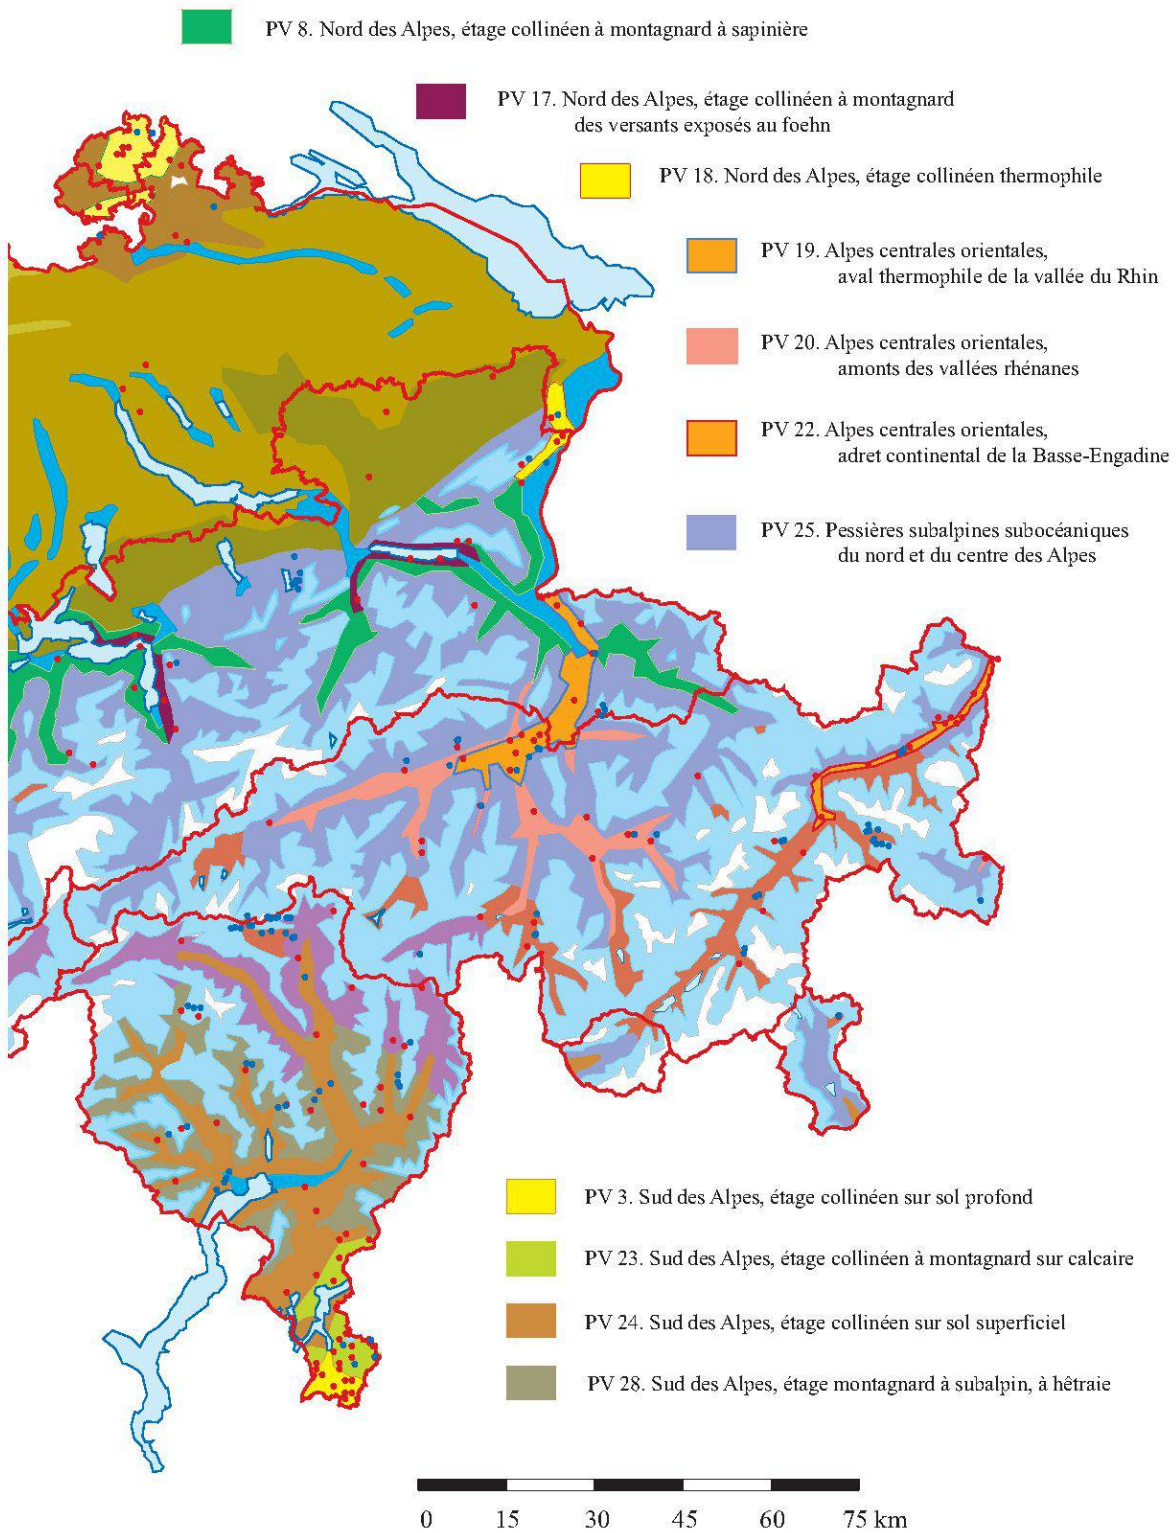 PV 8. Nord des Alpes, étage collinéen à montagnard à sapinière
PV 17. Nord des Alpes, étage collinéen à montagnard
des versants exposés au foehn
PV 18. Nord des Alpes, étage collinéen thermophile
PV 19. Alpes centrales orientales,
aval thermophile de la vallée du Rhin
PV 20. Alpes centrales orientales,
amonts des vallées rhénanes
PV 22. Alpes centrales orientales,
adret continental de la Basse-Engadine
PV 25. Pessières subalpines subocéaniques
du nord et du centre des Alpes
PV 3. Sud des Alpes, étage collinéen sur sol profond
PV 23. Sud des Alpes, étage collinéen à montagnard sur calcaire
PV 24. Sud des Alpes, étage collinéen sur sol superficiel
PV 28. Sud des Alpes, étage montagnard à subalpin, à hêtraie
0 15 30 45 60 75 km